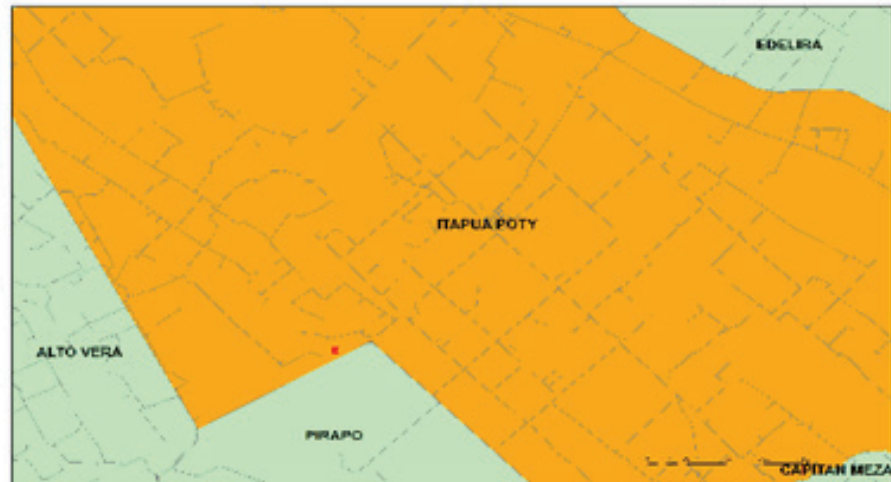 EDELIRA
ITAPUA POTY
ALTO VERA
PIRAPO
CAPITAN MEZA